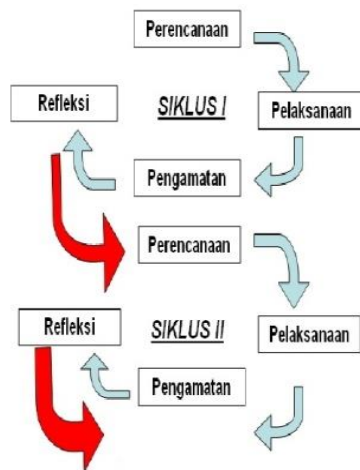 Perencanaan
Refleksi
SIKLUS I
Pelaksanaan
Pengamatan
Perencanaan
Refleksi
SIKLUS II
Pelaksanaan
Pengamatan